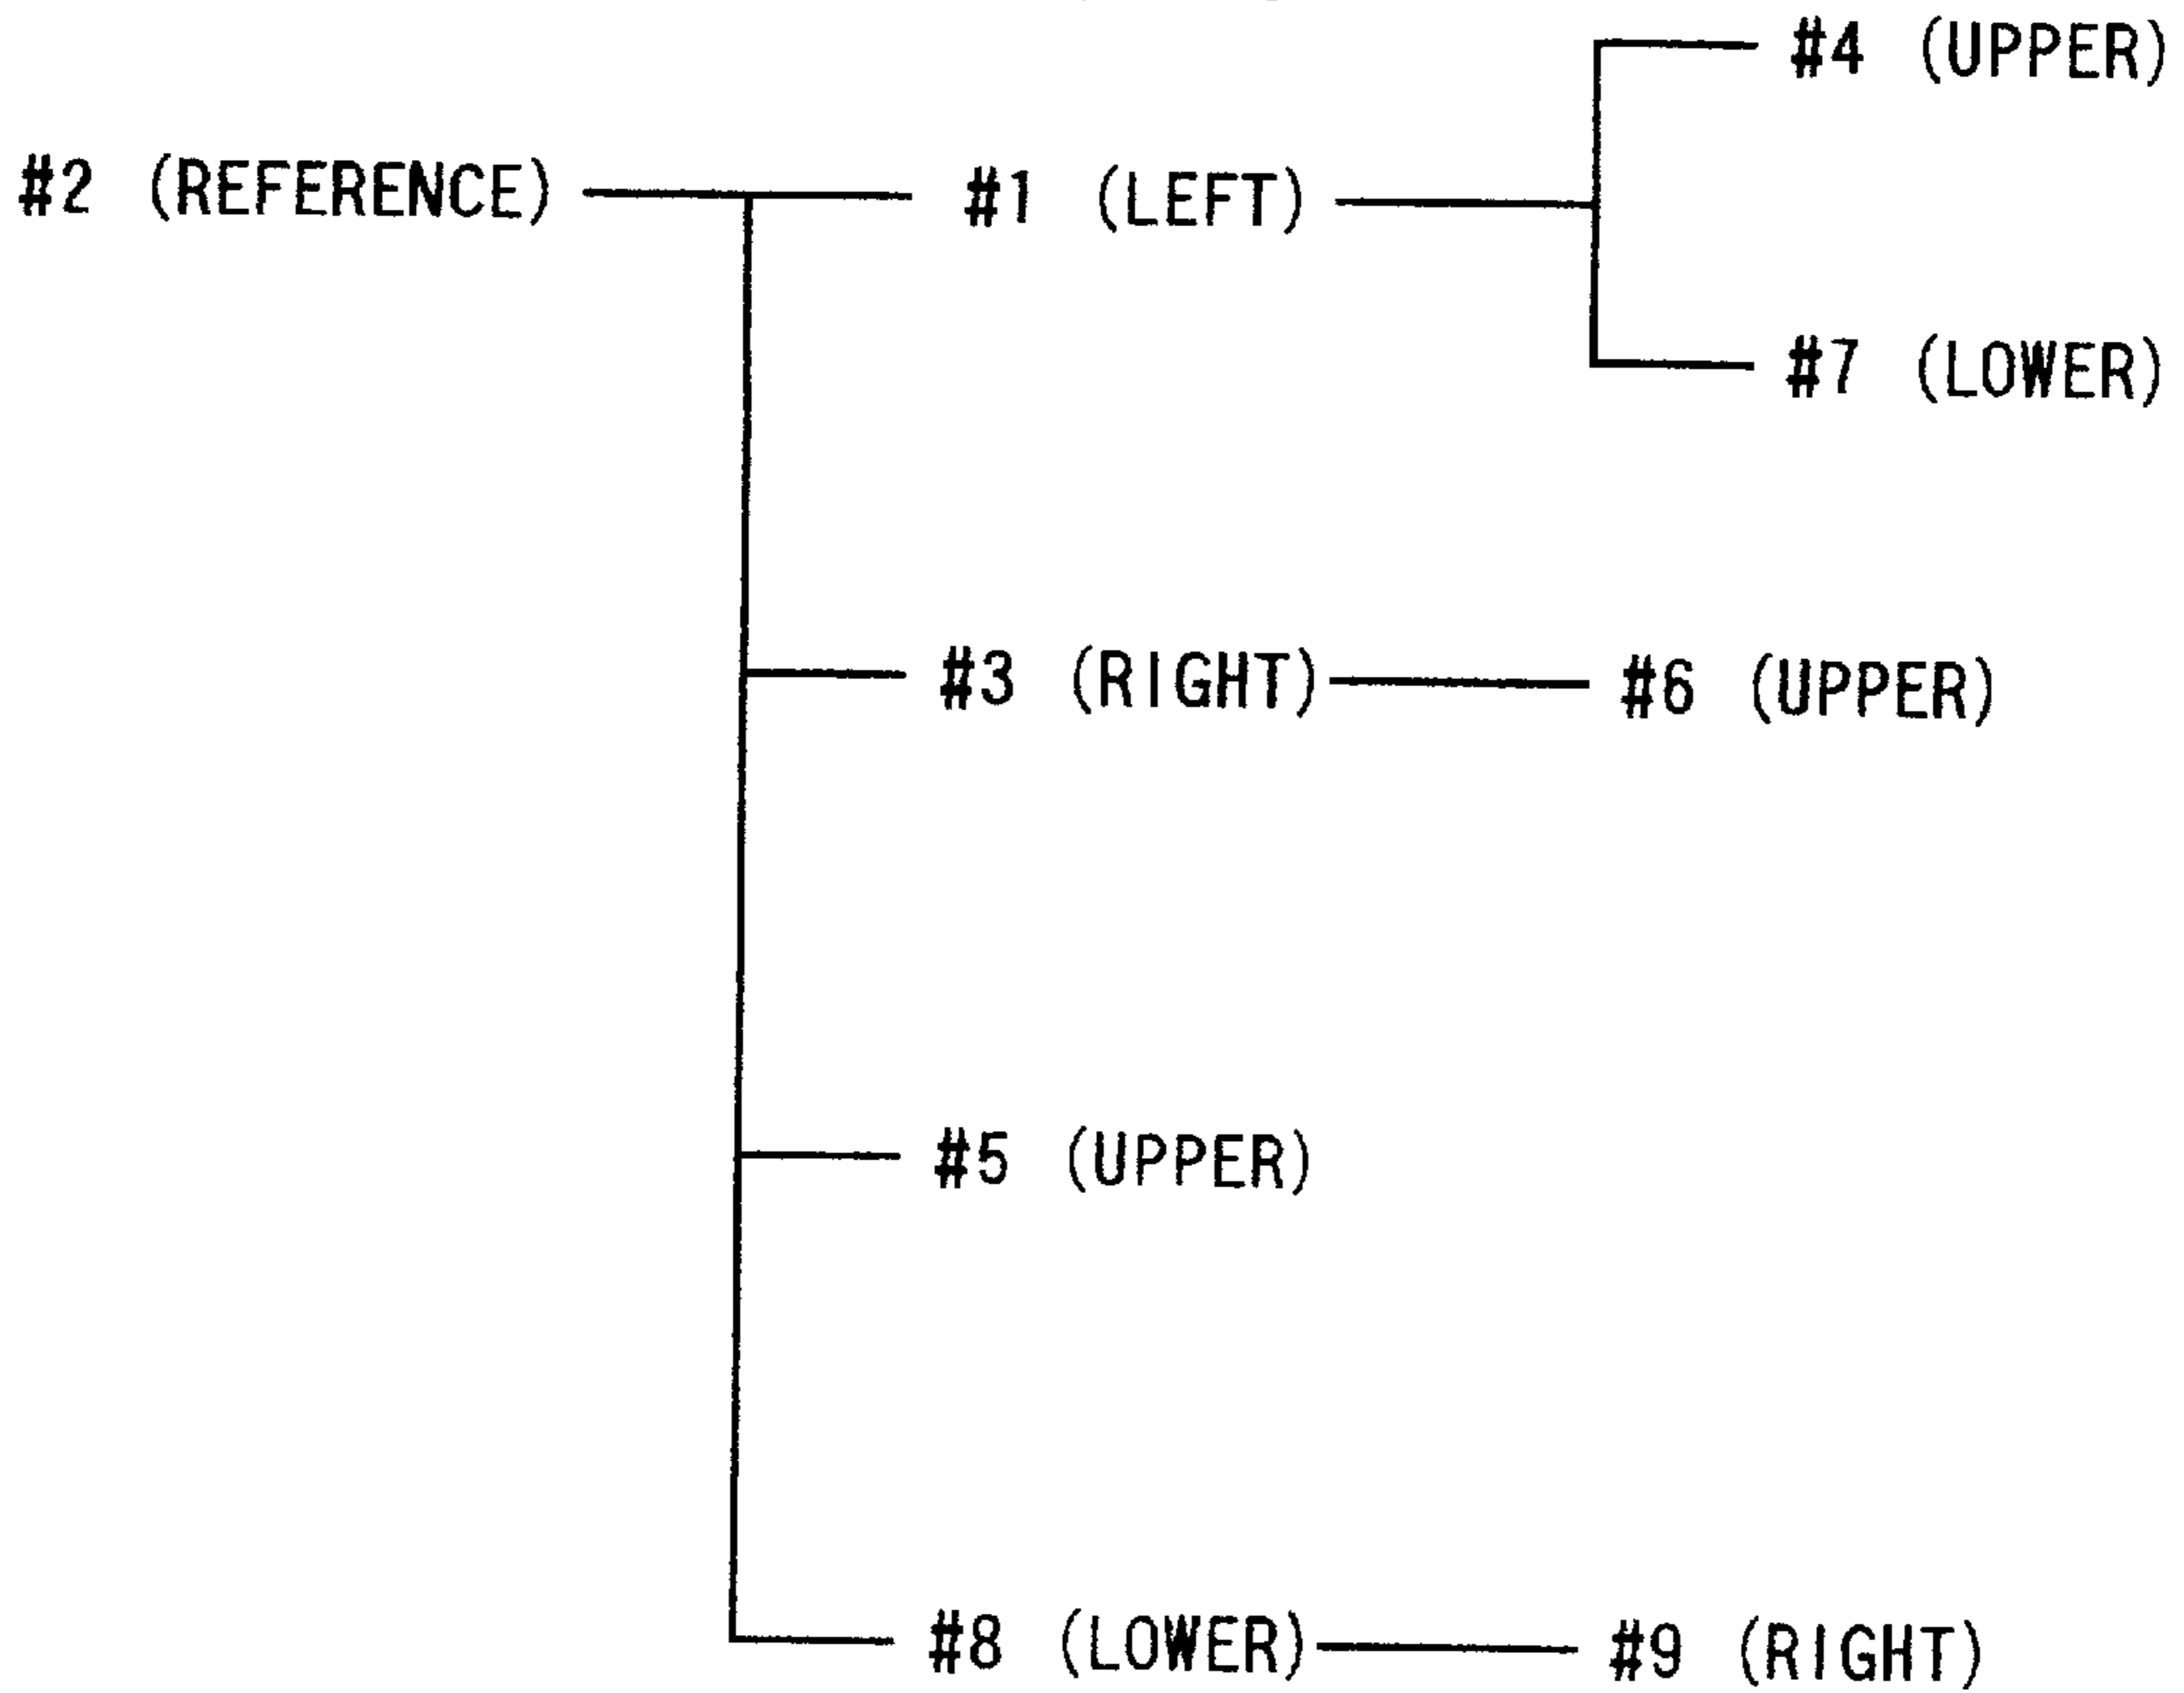 #4 (UPPER)
#2 (REFERENCE) #1 (LEFT)
#7 (LOWER)
#3 (RIGHT) #6 (UPPER)
#5 (UPPER)
#8 (LOWER) #9 (RIGHT)